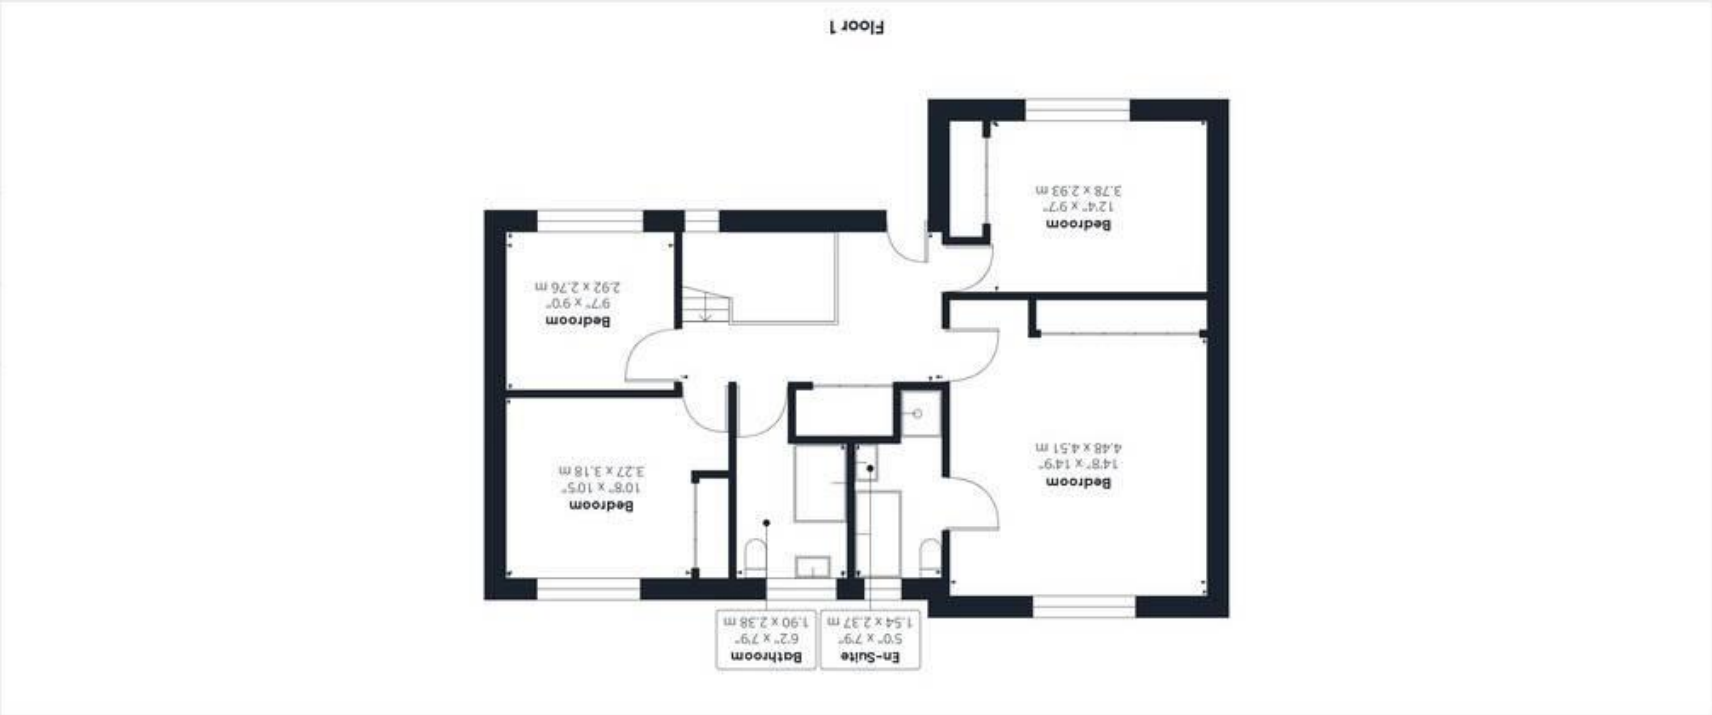 En-Suite
5'0" x 7'9"
1.54 x 2.37 m
Bathroom
6'2" x 7'9"
1.90 x 2.38 m
Bedroom
14'8" x 14'9"
4.48 x 4.51 m
Bedroom
10'8" x 10'5"
3.27 x 3.18 m
Bedroom
9'7" x 9'0"
2.92 x 2.76 m
Bedroom
12'4" x 9'7"
3.78 x 2.93 m
Floor 1